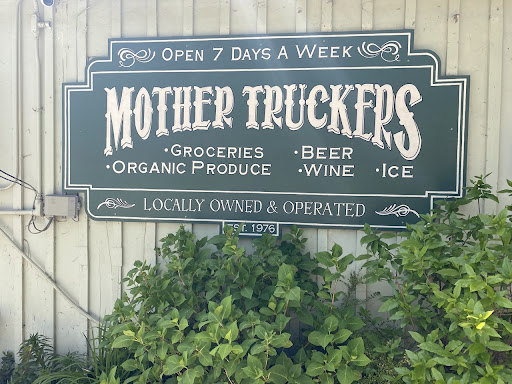 OPEN 7 DAYS A WEEK
MOTHER TRUCKERS
·GROCERIES ·BEER
·ORGANIC PRODUCE ·WINE ·ICE
LOCALLY OWNED & OPERATED
EST. 1976